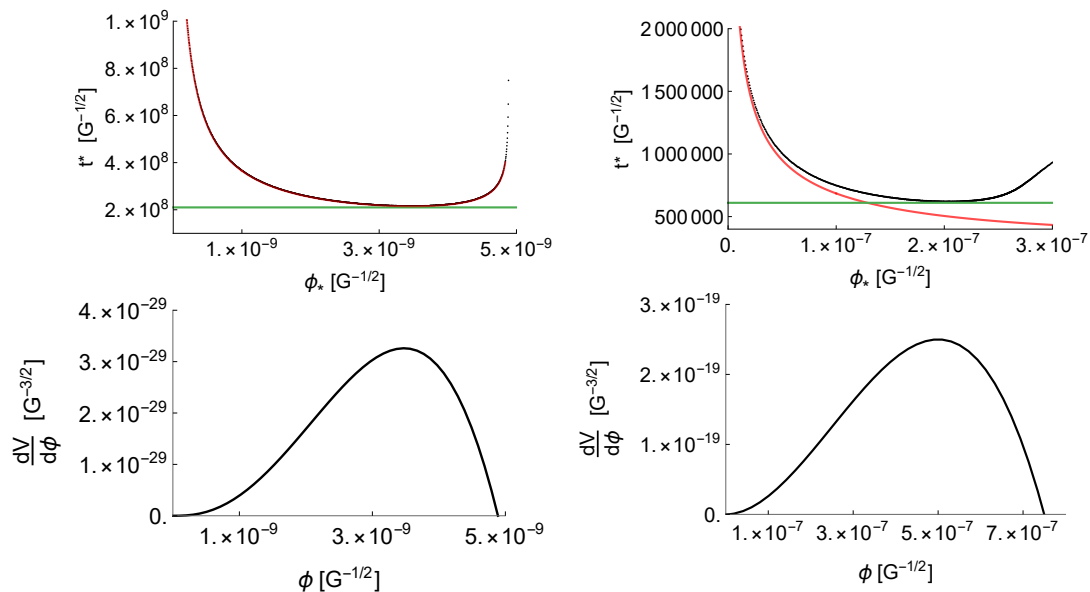 1.×10⁻⁹
8.×10⁸
6.×10⁸
4.×10⁸
2.×10⁸
t* [G^{-1/2}]
1.×10⁻⁹ 3.×10⁻⁹ 5.×10⁻⁹
ϕ_* [G^{-1/2}]
2 000 000
1 500 000
1 000 000
500 000
t* [G^{-1/2}]
0. 1.×10⁻⁷ 2.×10⁻⁷ 3.×10⁻⁷
ϕ_* [G^{-1/2}]
4.×10⁻²⁹
3.×10⁻²⁹
2.×10⁻²⁹
1.×10⁻²⁹
0.
dV/dϕ [G^{-3/2}]
1.×10⁻⁹ 3.×10⁻⁹ 5.×10⁻⁹
ϕ [G^{-1/2}]
3.×10⁻¹⁹
2.×10⁻¹⁹
1.×10⁻¹⁹
0.
dV/dϕ [G^{-3/2}]
1.×10⁻⁷ 3.×10⁻⁷ 5.×10⁻⁷ 7.×10⁻⁷
ϕ [G^{-1/2}]